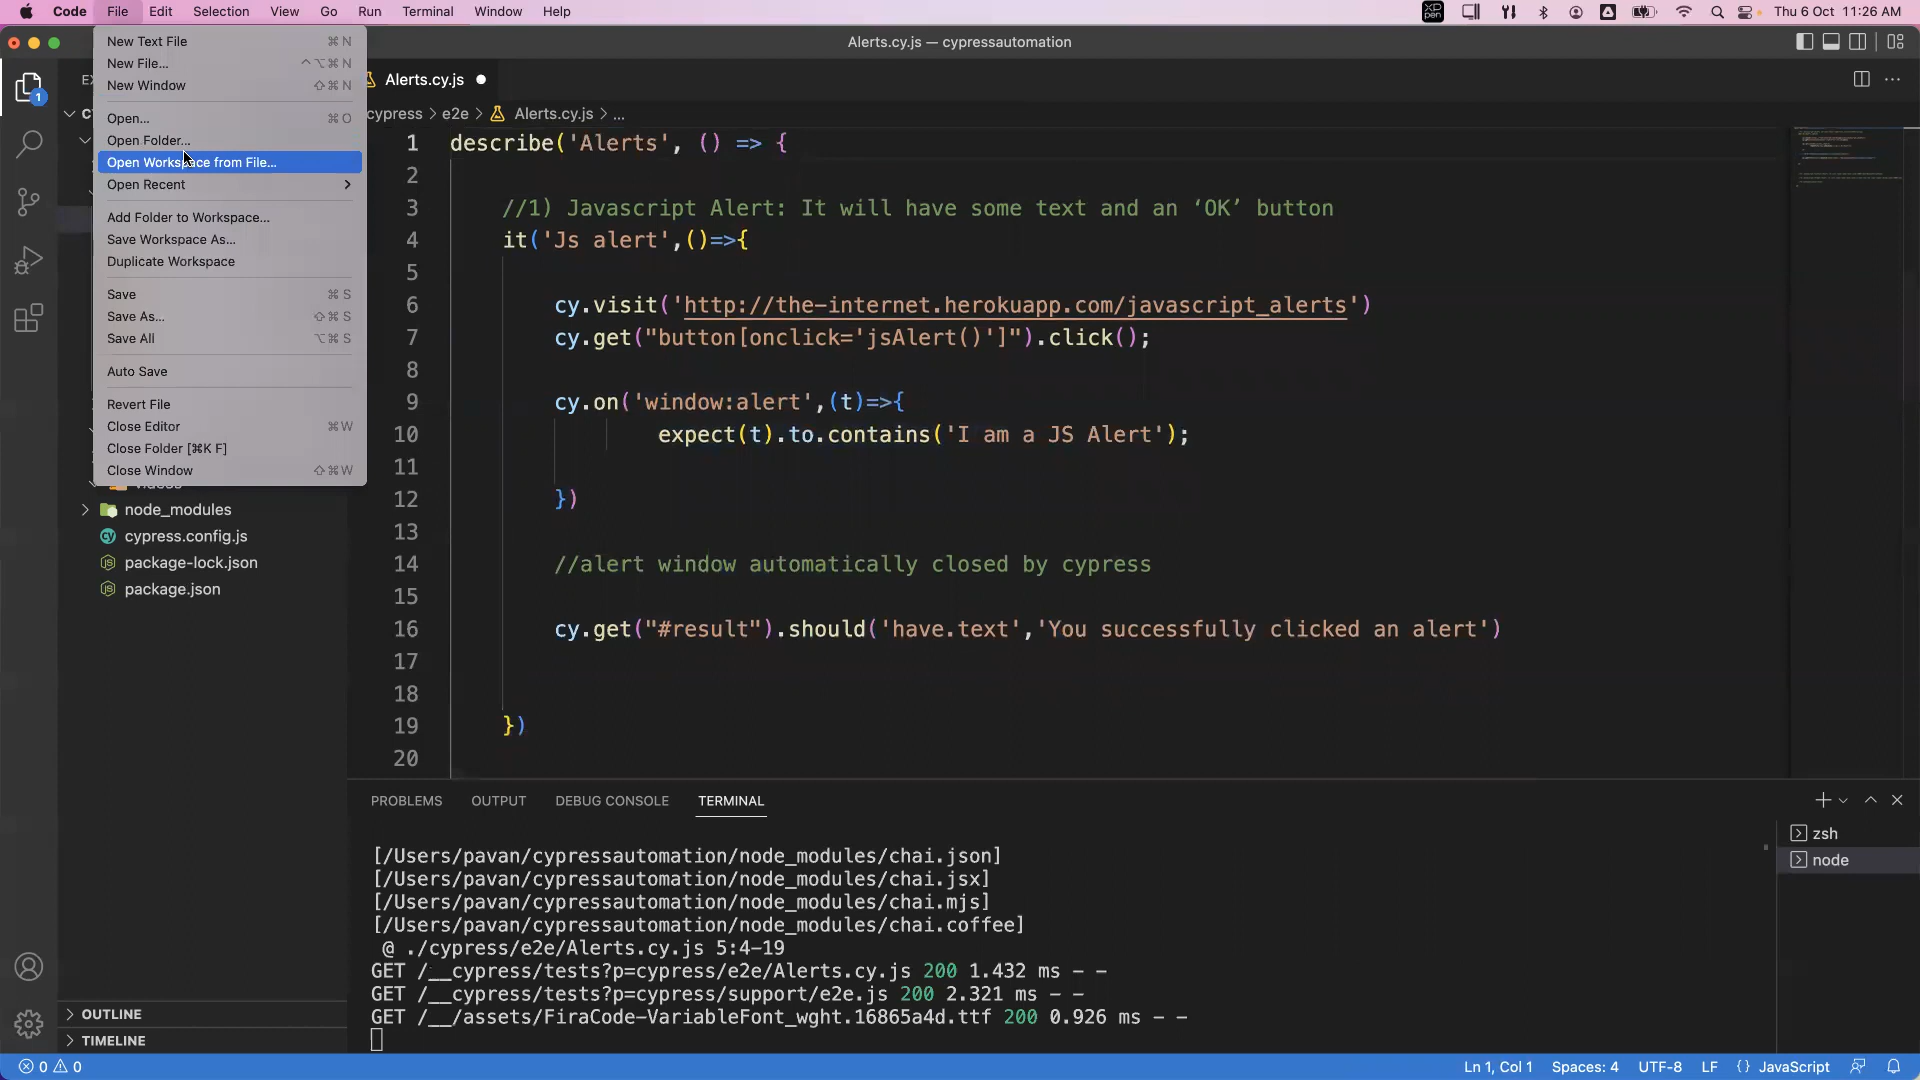 Code File Edit Selection View Go Run Terminal Window Help
XP
pen
Thu 6 Oct 11:26 AM
Alerts.cy.js — cypressautomation
New Text File ⌘ N
New File... ^⌥⌘ N
New Window ⇧⌘ N
Open... ⌘ O
Open Folder...
Open Workspace from File...
Open Recent
Add Folder to Workspace...
Save Workspace As...
Duplicate Workspace
Save ⌘ S
Save As... ⇧⌘ S
Save All ⌥⌘ S
Auto Save
Revert File
Close Editor ⌘W
Close Folder [⌘K F]
Close Window ⇧⌘W
1
node_modules
cypress.config.js
package-lock.json
package.json
OUTLINE
TIMELINE
Alerts.cy.js
cypress > e2e > Alerts.cy.js > ...
1 describe('Alerts', () => {
2
3 //1) Javascript Alert: It will have some text and an ‘OK’ button
4 it('Js alert',()=>{
5
6 cy.visit('http://the-internet.herokuapp.com/javascript_alerts')
7 cy.get("button[onclick='jsAlert()']").click();
8
9 cy.on('window:alert',(t)=>{
10 expect(t).to.contains('I am a JS Alert');
11
12 })
13
14 //alert window automatically closed by cypress
15
16 cy.get("#result").should('have.text','You successfully clicked an alert')
17
18
19 })
20
PROBLEMS OUTPUT DEBUG CONSOLE TERMINAL
[/Users/pavan/cypressautomation/node_modules/chai.json]
[/Users/pavan/cypressautomation/node_modules/chai.jsx]
[/Users/pavan/cypressautomation/node_modules/chai.mjs]
[/Users/pavan/cypressautomation/node_modules/chai.coffee]
@ ./cypress/e2e/Alerts.cy.js 5:4-19
GET /__cypress/tests?p=cypress/e2e/Alerts.cy.js 200 1.432 ms - -
GET /__cypress/tests?p=cypress/support/e2e.js 200 2.321 ms - -
GET /__/assets/FiraCode-VariableFont_wght.16865a4d.ttf 200 0.926 ms - -
zsh
node
0 0
Ln 1, Col 1 Spaces: 4 UTF-8 LF {} JavaScript